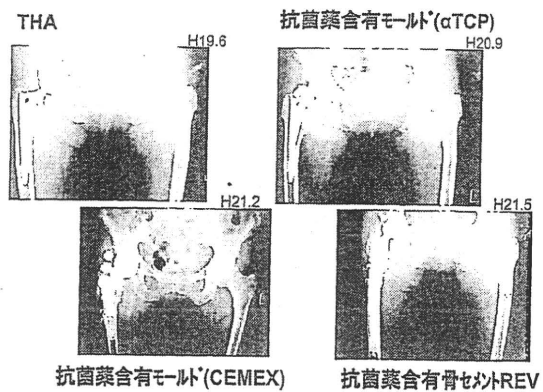 THA
H19.6
抗菌薬含有ﾓｰﾙﾄﾞ(αTCP)
H20.9
H21.2
抗菌薬含有ﾓｰﾙﾄﾞ(CEMEX)
H21.5
抗菌薬含有骨ｾﾒﾝﾄREV